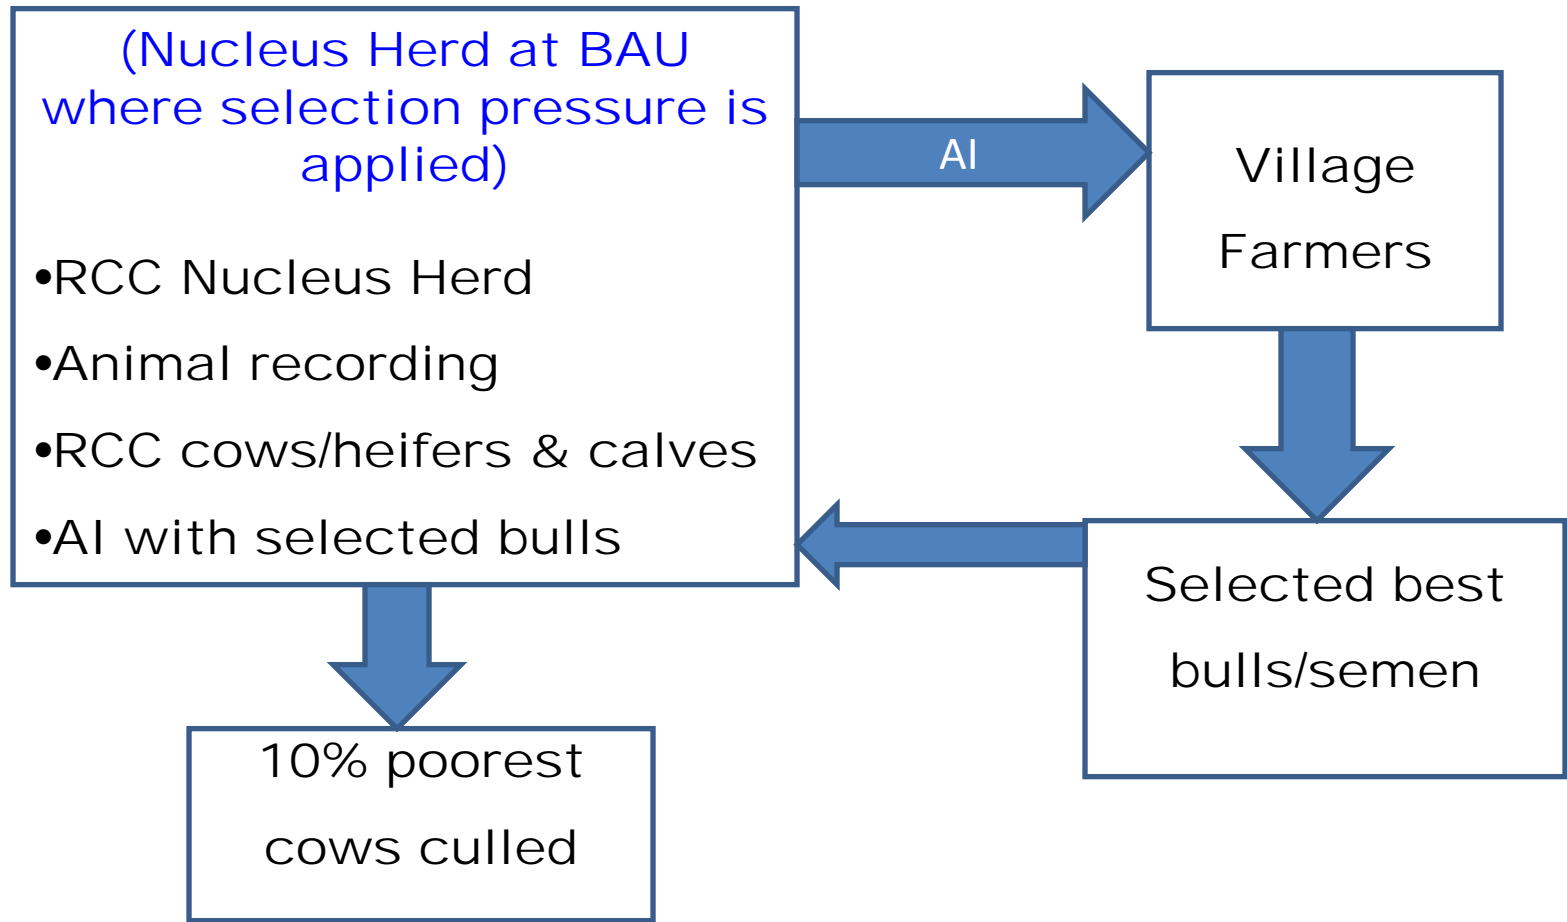 (Nucleus Herd at BAU
where selection pressure is
applied)
•RCC Nucleus Herd
•Animal recording
•RCC cows/heifers & calves
•AI with selected bulls
AI
Village
Farmers
Selected best
bulls/semen
10% poorest
cows culled